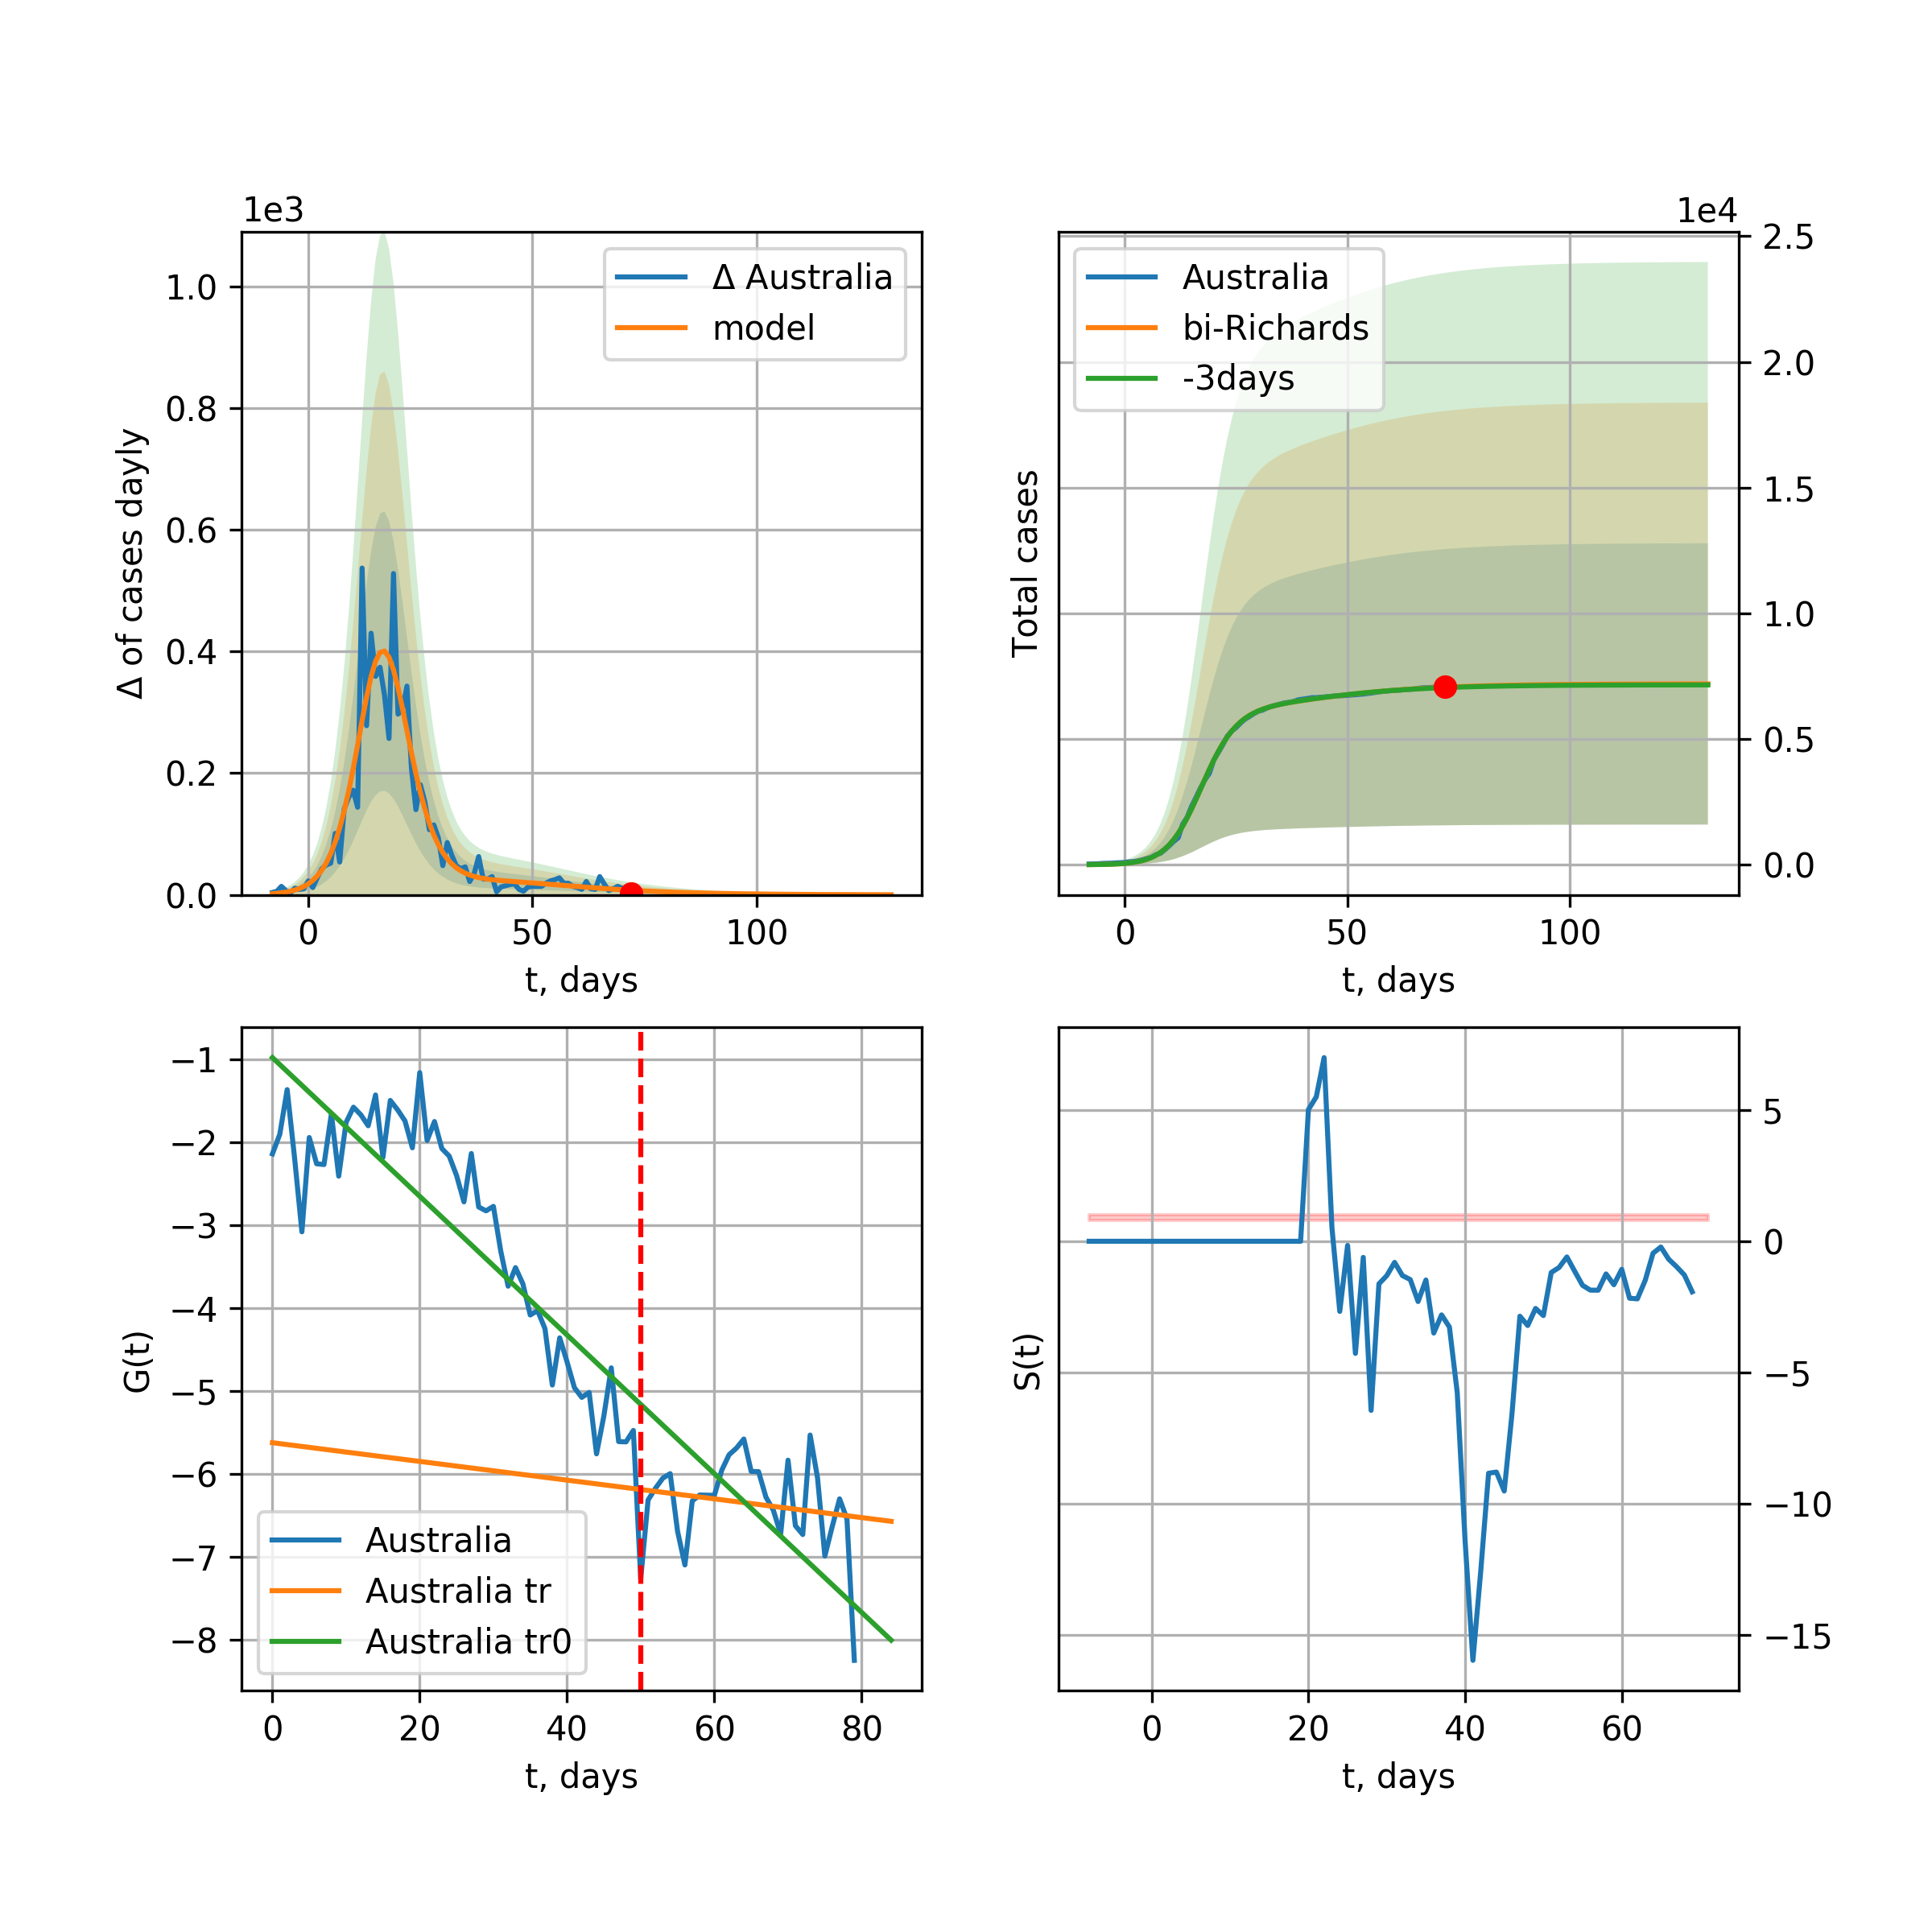 1e3
Δ of cases dayly
1.0
0.8
0.6
0.4
0.2
0.0
Δ Australia
model
0 50 100
t, days
1e4
Total cases
2.5
2.0
1.5
1.0
0.5
0.0
Australia
bi-Richards
-3days
0 50 100
t, days
G(t)
−1
−2
−3
−4
−5
−6
−7
−8
Australia
Australia tr
Australia tr0
0 20 40 60 80
t, days
S(t)
5
0
−5
−10
−15
0 20 40 60
t, days